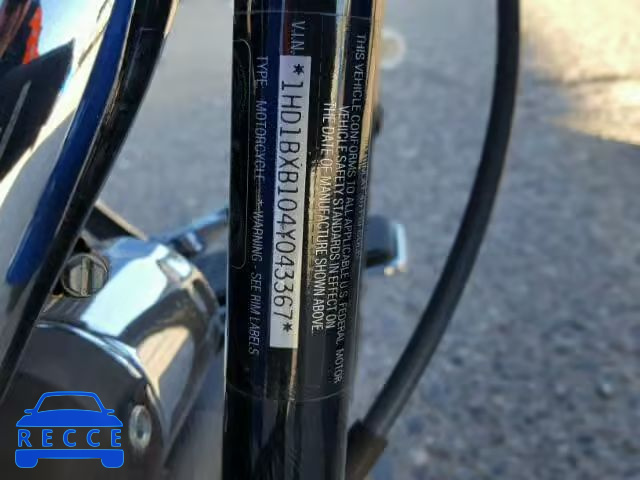 THIS VEHICLE CONFORMS TO ALL APPLICABLE U.S. FEDERAL MOTOR
VEHICLE SAFETY STANDARDS IN EFFECT ON
THE DATE OF MANUFACTURE SHOWN ABOVE.
V.I.N. *1HD1BXB104Y043367*
TYPE: MOTORCYCLE * WARNING - SEE RIM LABELS
RECCE